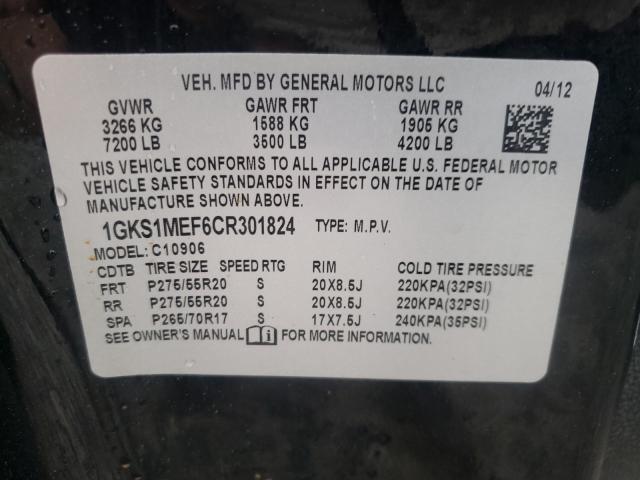 VEH. MFD BY GENERAL MOTORS LLC 04/12
GVWR GAWR FRT GAWR RR
3266 KG 1588 KG 1905 KG
7200 LB 3500 LB 4200 LB
THIS VEHICLE CONFORMS TO ALL APPLICABLE U.S. FEDERAL MOTOR
VEHICLE SAFETY STANDARDS IN EFFECT ON THE DATE OF
MANUFACTURE SHOWN ABOVE.
1GKS1MEF6CR301824 TYPE: M.P.V.
MODEL: C10906
CDTB TIRE SIZE SPEED RTG RIM COLD TIRE PRESSURE
FRT P275/55R20 S 20X8.5J 220KPA(32PSI)
RR P275/55R20 S 20X8.5J 220KPA(32PSI)
SPA P265/70R17 S 17X7.5J 240KPA(35PSI)
SEE OWNER'S MANUAL FOR MORE INFORMATION.